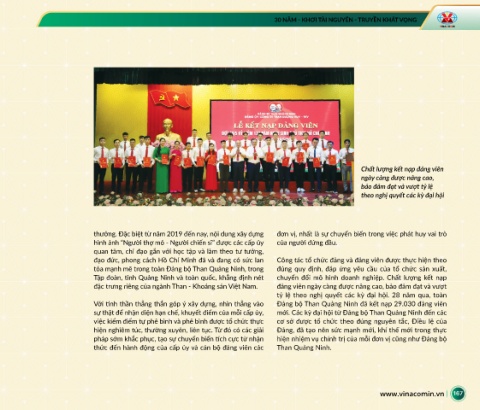 30 NĂM - KHƠI TÀI NGUYÊN - TRUYỀN KHÁT VỌNG
LỄ KẾT NẠP ĐẢNG VIÊN
Chất lượng kết nạp đảng viên
ngày càng được nâng cao,
bảo đảm đạt và vượt tỷ lệ
theo nghị quyết các kỳ đại hội
thưởng. Đặc biệt từ năm 2019 đến nay, nội dung xây dựng
hình ảnh "Người thợ mỏ - Người chiến sĩ" được các cấp ủy
quan tâm, chỉ đạo gắn với học tập và làm theo tư tưởng,
đạo đức, phong cách Hồ Chí Minh đã và đang có sức lan
tỏa mạnh mẽ trong toàn Đảng bộ Than Quảng Ninh, trong
Tập đoàn, tỉnh Quảng Ninh và toàn quốc, khẳng định nét
đặc trưng riêng của ngành Than - Khoáng sản Việt Nam.
Với tinh thần thẳng thắn góp ý xây dựng, nhìn thẳng vào
sự thật để nhận diện hạn chế, khuyết điểm của mỗi cấp ủy,
việc kiểm điểm tự phê bình và phê bình được tổ chức thực
hiện nghiêm túc, thường xuyên, liên tục. Từ đó có các giải
pháp sớm khắc phục, tạo sự chuyển biến tích cực từ nhận
thức đến hành động của cấp ủy và cán bộ đảng viên các
đơn vị, nhất là sự chuyển biến trong việc phát huy vai trò
của người đứng đầu.
Công tác tổ chức đảng và đảng viên được thực hiện theo
đúng quy định, đáp ứng yêu cầu của tổ chức sản xuất,
chuyển đổi mô hình doanh nghiệp. Chất lượng kết nạp
đảng viên ngày càng được nâng cao, bảo đảm đạt và vượt
tỷ lệ theo nghị quyết các kỳ đại hội. 28 năm qua, toàn
Đảng bộ Than Quảng Ninh đã kết nạp 29.030 đảng viên
mới. Các kỳ đại hội từ Đảng bộ Than Quảng Ninh đến các
cơ sở được tổ chức theo đúng nguyên tắc, Điều lệ của
Đảng, đã tạo nên sức mạnh mới, khí thế mới trong thực
hiện nhiệm vụ chính trị của mỗi đơn vị cũng như Đảng bộ
Than Quảng Ninh.
www.vinacomin.vn | 167